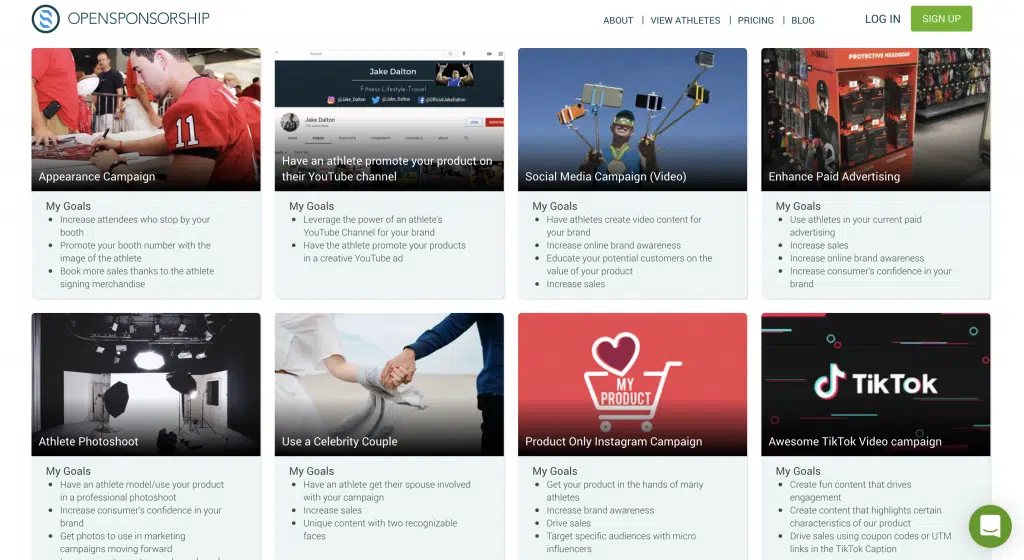 OPENSPONSORSHIP
ABOUT | VIEW ATHLETES | PRICING | BLOG
LOG IN
SIGN UP
11
Appearance Campaign
My Goals
• Increase attendees who stop by your
booth
• Promote your booth number with the
image of the athlete
• Book more sales thanks to the athlete
signing merchandise
Search
Jake Dalton
Fitness-Lifestyle-Travel
@Jake_Dalton
@Jake_Dalton
@OfficialJakeDalton
Jake Dalton
JOIN
HOME
VIDEOS
PLAYLISTS
COMMUNITY
CHANNELS
ABOUT
Have an athlete promote your product on
their YouTube channel
My Goals
• Leverage the power of an athlete's
YouTube Channel for your brand
• Have the athlete promote your products
in a creative YouTube ad
Social Media Campaign (Video)
My Goals
• Have athletes create video content for
your brand
• Increase online brand awareness
• Educate your potential customers on the
value of your product
• Increase sales
PROTECTIVE HEADGEAR
Enhance Paid Advertising
My Goals
• Use athletes in your current paid
advertising
• Increase sales
• Increase online brand awareness
• Increase consumer's confidence in your
brand
Athlete Photoshoot
My Goals
• Have an athlete model/use your product
in a professional photoshoot
• Increase consumer's confidence in your
brand
• Get photos to use in marketing
campaigns moving forward
Use a Celebrity Couple
My Goals
• Have an athlete get their spouse involved
with your campaign
• Increase sales
• Unique content with two recognizable
faces
MY
PRODUCT
Product Only Instagram Campaign
My Goals
• Get your product in the hands of many
athletes
• Increase brand awareness
• Drive sales
• Target specific audiences with micro
influencers
TikTok
Awesome TikTok Video campaign
My Goals
• Create fun content that drives
engagement
• Create content that highlights certain
characteristics of our product
• Drive sales using coupon codes or UTM
links in the TikTok Caption